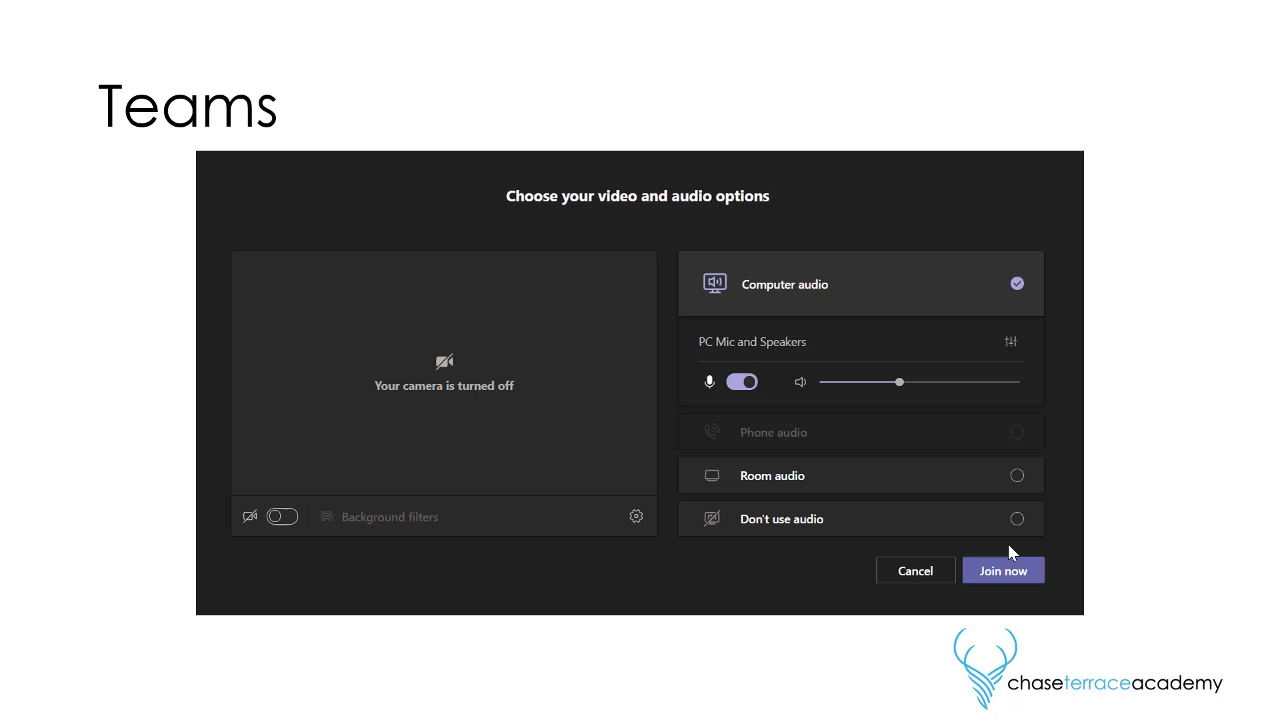 Teams
Choose your video and audio options
Your camera is turned off
Background filters
Computer audio
PC Mic and Speakers
Phone audio
Room audio
Don't use audio
Cancel
Join now
chaseterraceacademy